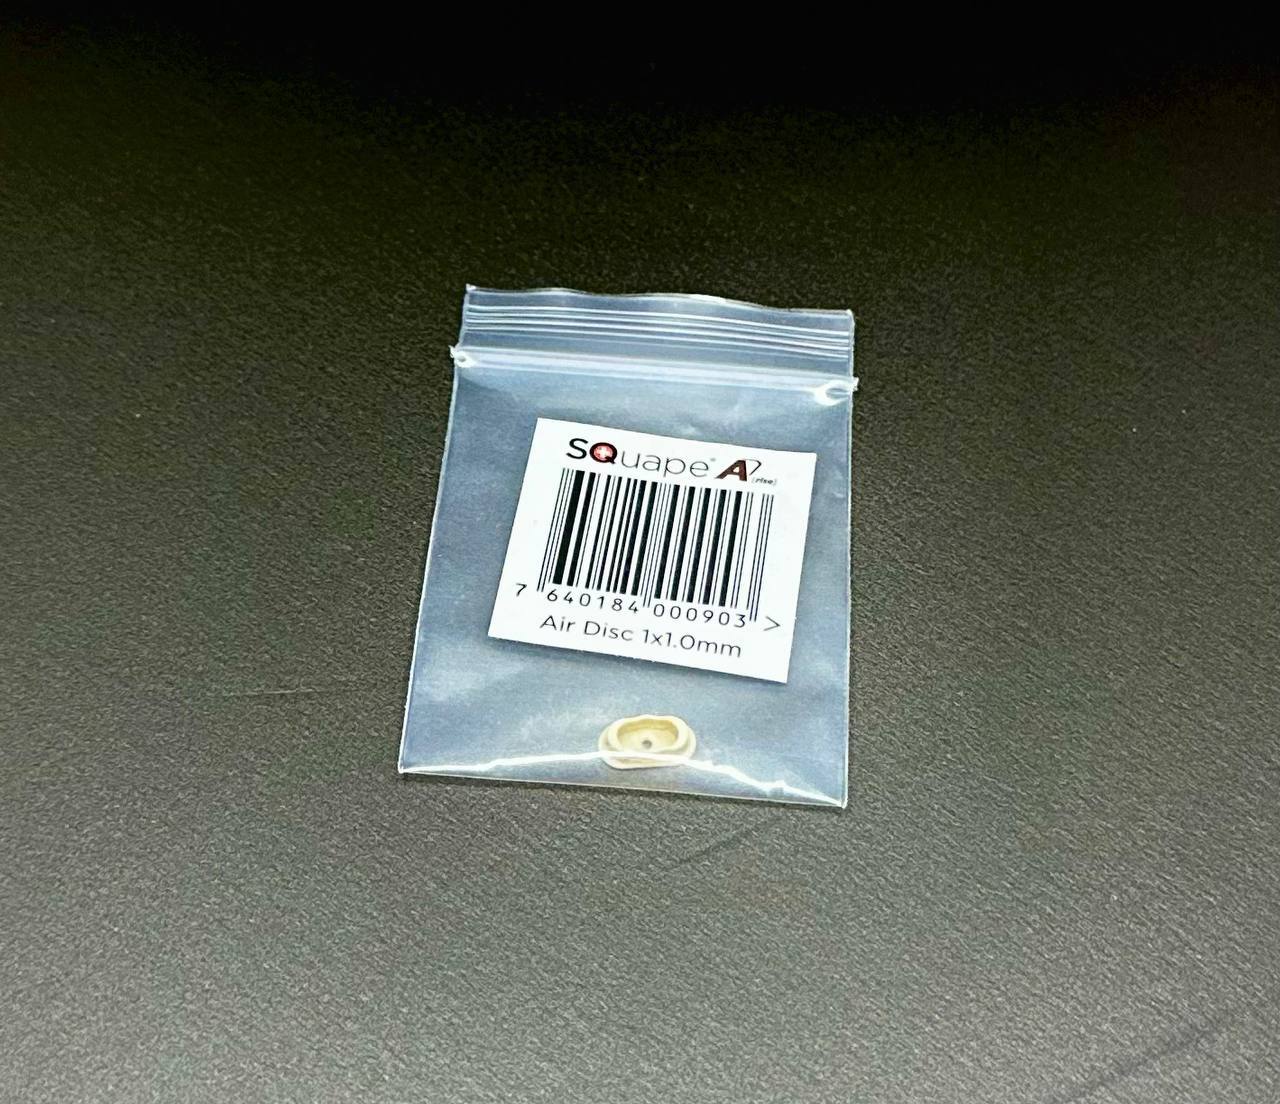 SQuape® A (rise)
7 640184 000903 >
Air Disc 1x1.0mm